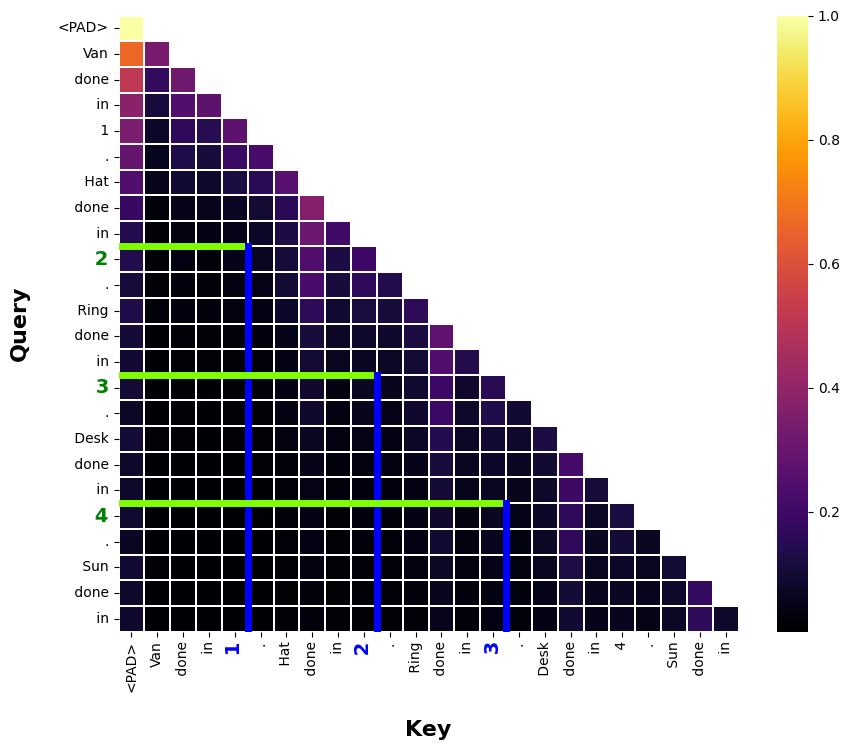 <PAD>
Van
done
in
1
.
Hat
done
in
2
.
Ring
done
in
3
.
Desk
done
in
4
.
Sun
done
in
Query
<PAD> Van done in 1 . Hat done in 2 . Ring done in 3 . Desk done in 4 . Sun done in
Key
1.0
0.8
0.6
0.4
0.2